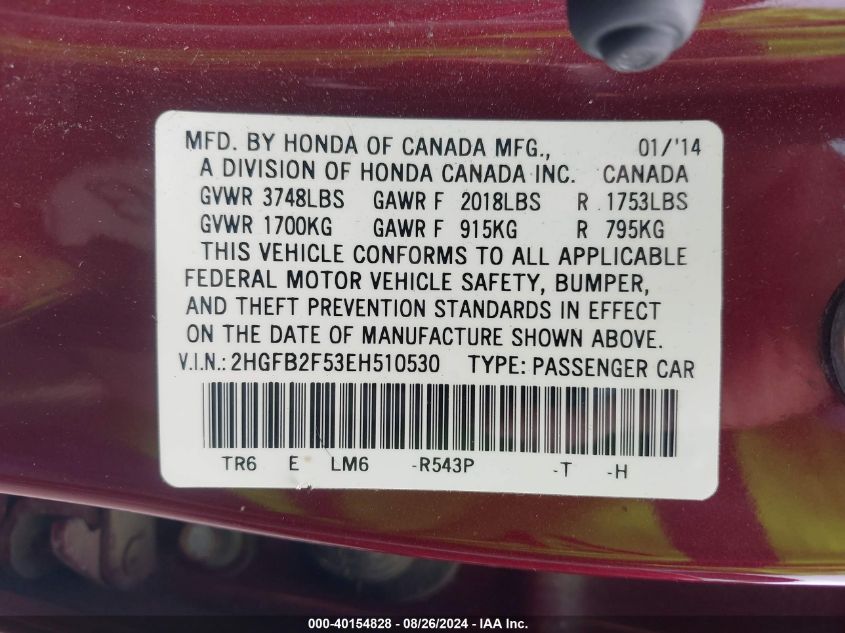 MFD. BY HONDA OF CANADA MFG., 01/'14
A DIVISION OF HONDA CANADA INC. CANADA
GVWR 3748LBS GAWR F 2018LBS R 1753LBS
GVWR 1700KG GAWR F 915KG R 795KG
THIS VEHICLE CONFORMS TO ALL APPLICABLE
FEDERAL MOTOR VEHICLE SAFETY, BUMPER,
AND THEFT PREVENTION STANDARDS IN EFFECT
ON THE DATE OF MANUFACTURE SHOWN ABOVE.
V.I.N.: 2HGFB2F53EH510530 TYPE: PASSENGER CAR
TR6 E LM6 -R543P -T -H
000-40154828 - 08/26/2024 - IAA Inc.